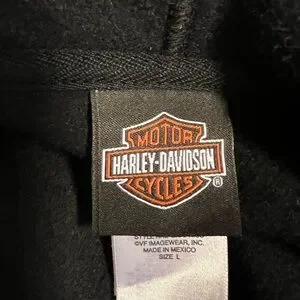 MOTOR
HARLEY-DAVIDSON
CYCLES
®
©VF IMAGEWEAR, INC.
MADE IN MEXICO
SIZE L